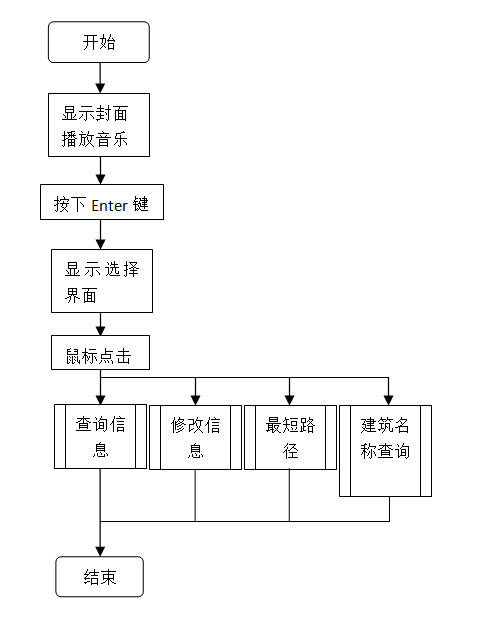 开始
显示封面
播放音乐
按下 Enter 键
显示选择
界面
鼠标点击
查询信
息
修改信
息
最短路
径
建筑名
称查询
结束